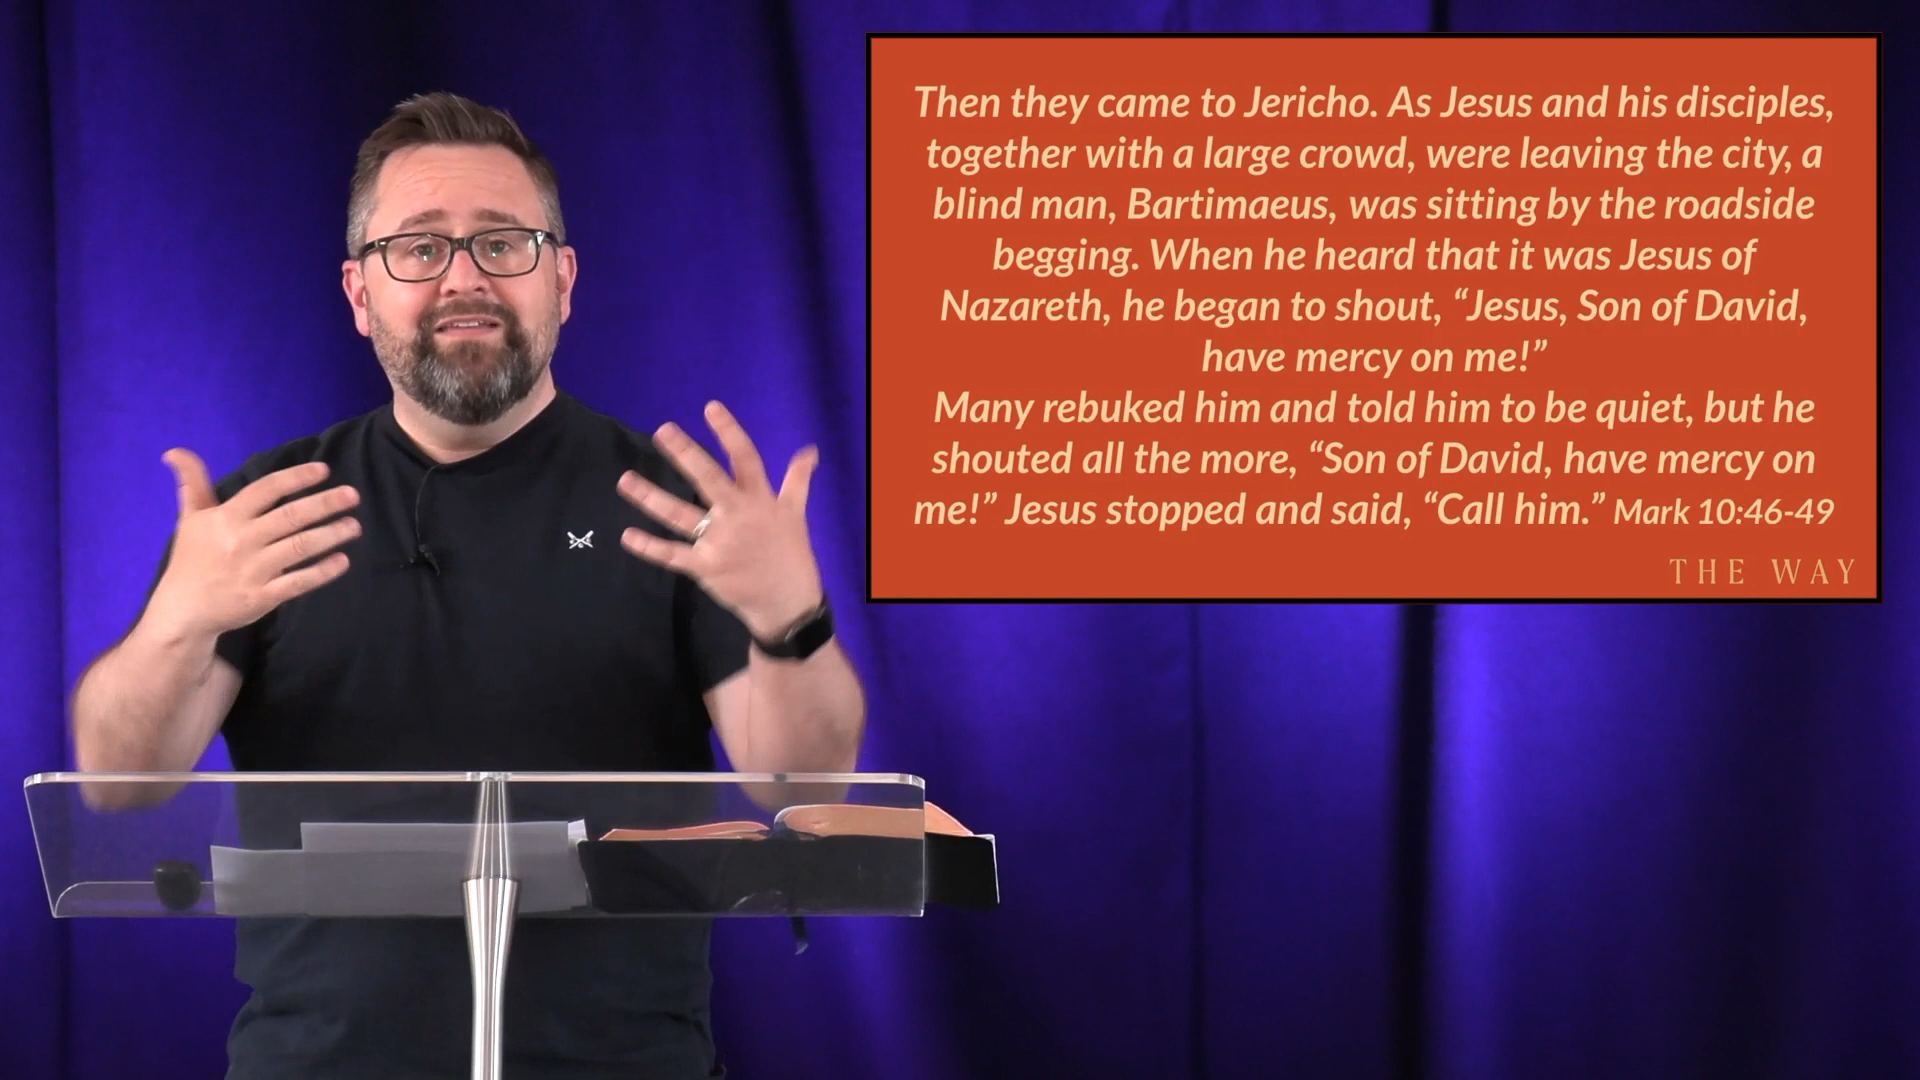 Then they came to Jericho. As Jesus and his disciples,
together with a large crowd, were leaving the city, a
blind man, Bartimaeus, was sitting by the roadside
begging. When he heard that it was Jesus of
Nazareth, he began to shout, “Jesus, Son of David,
have mercy on me!”
Many rebuked him and told him to be quiet, but he
shouted all the more, “Son of David, have mercy on
me!” Jesus stopped and said, “Call him.” Mark 10:46-49
THE WAY